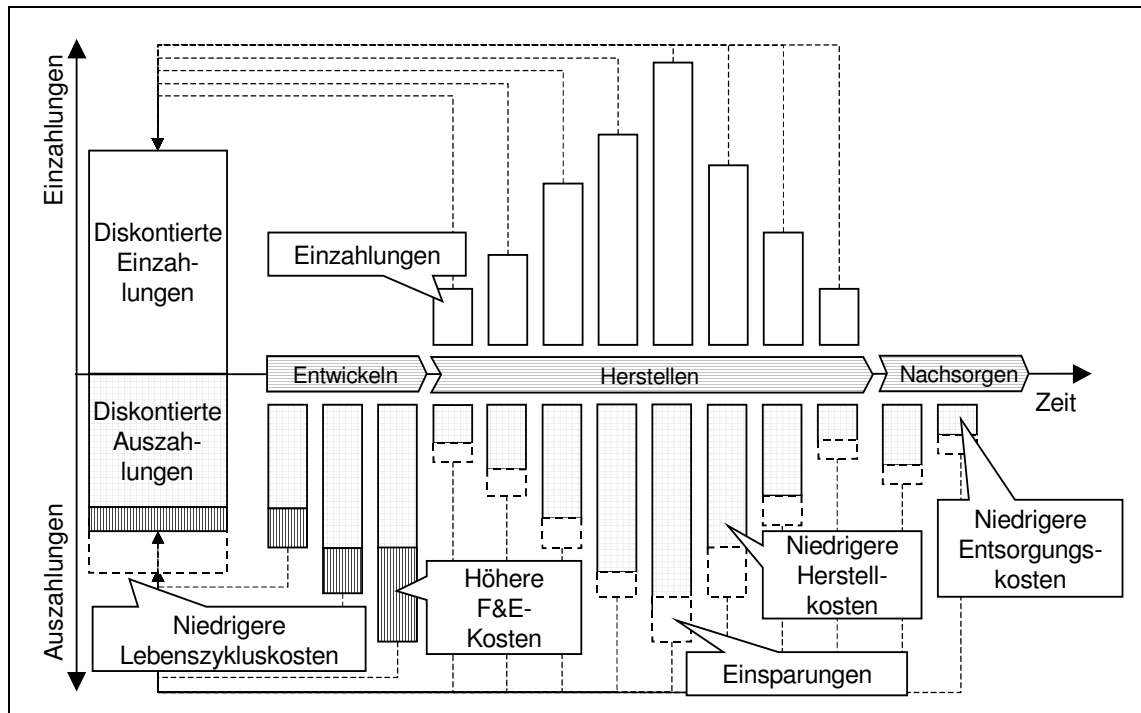 Einzahlungen
Diskontierte
Einzah-
lungen
Einzahlungen
Entwickeln
Herstellen
Nachsorgen
Zeit
Diskontierte
Auszah-
lungen
Auszahlungen
Niedrigere
Lebenszykluskosten
Höhere
F&E-
Kosten
Niedrigere
Herstell-
kosten
Niedrigere
Entsorgungs-
kosten
Einsparungen